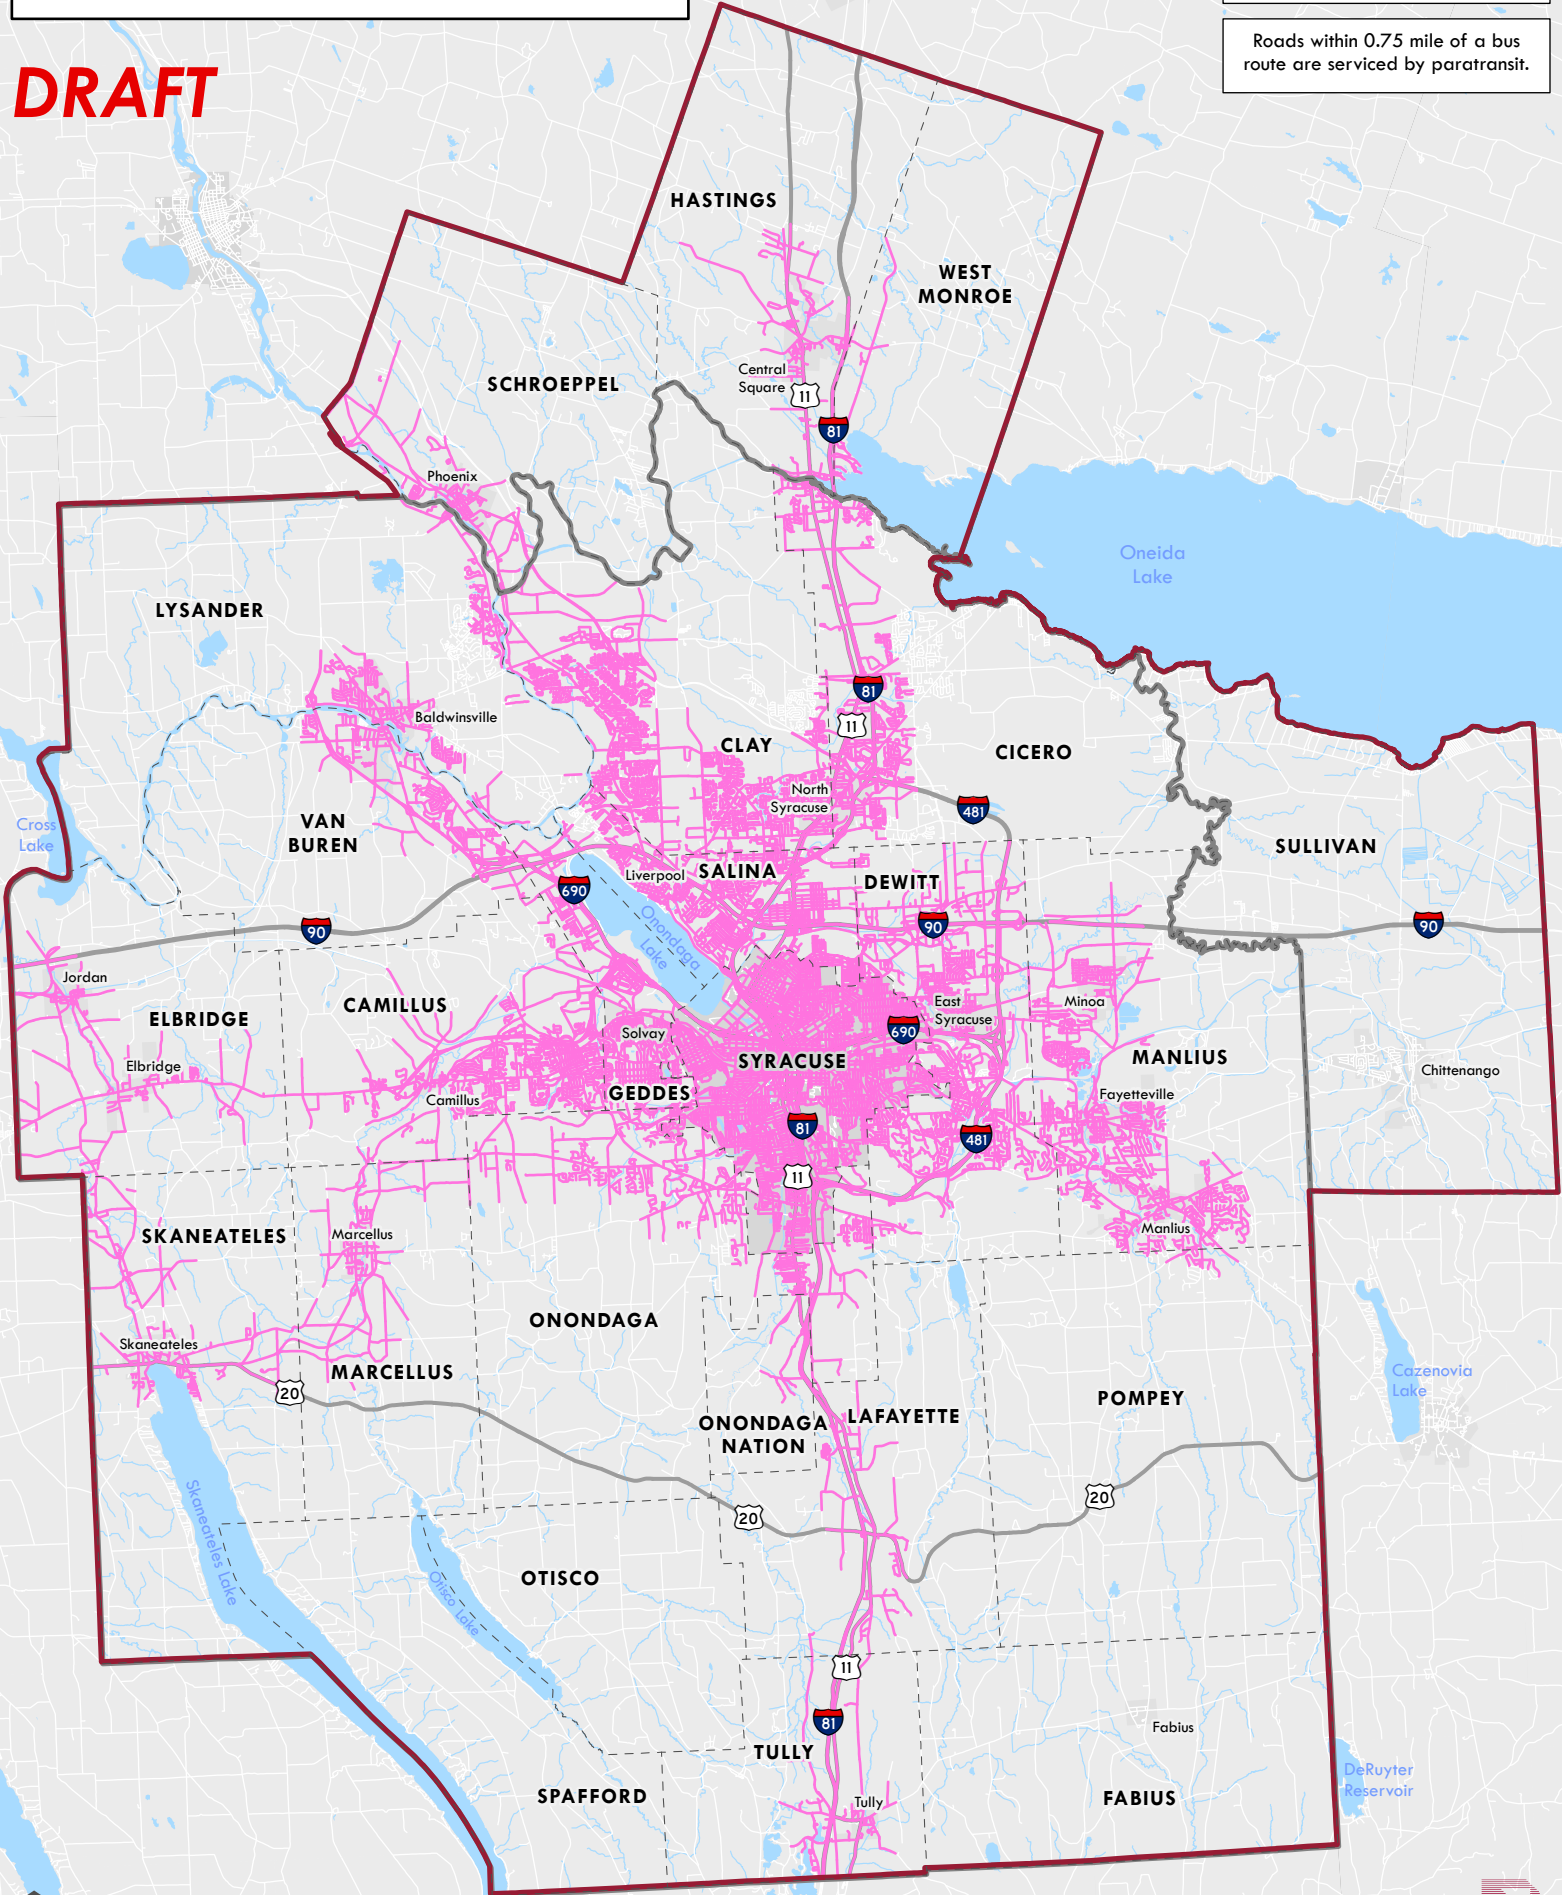 Roads within 0.75 mile of a bus
route are serviced by paratransit.
DRAFT
HASTINGS
WEST
MONROE
SCHROEPPEL
Central
Square
11
81
Phoenix
Oneida
Lake
LYSANDER
81
11
Baldwinsville
CLAY
CICERO
North
Syracuse
481
VAN
BUREN
Cross
Lake
SULLIVAN
Liverpool
SALINA
DEWITT
690
90
90
90
Onondaga
Lake
Jordan
ELBRIDGE
CAMILLUS
East
Syracuse
Minoa
690
Solvay
SYRACUSE
MANLIUS
Elbridge
Camillus
GEDDES
Fayetteville
Chittenango
81
481
11
SKANEATELES
Marcellus
Manlius
ONONDAGA
Skaneateles
MARCELLUS
20
Cazenovia
Lake
POMPEY
ONONDAGA
NATION
LAFAYETTE
20
20
Skaneateles Lake
OTISCO
Otisco Lake
11
81
Fabius
TULLY
DeRuyter
Reservoir
SPAFFORD
Tully
FABIUS